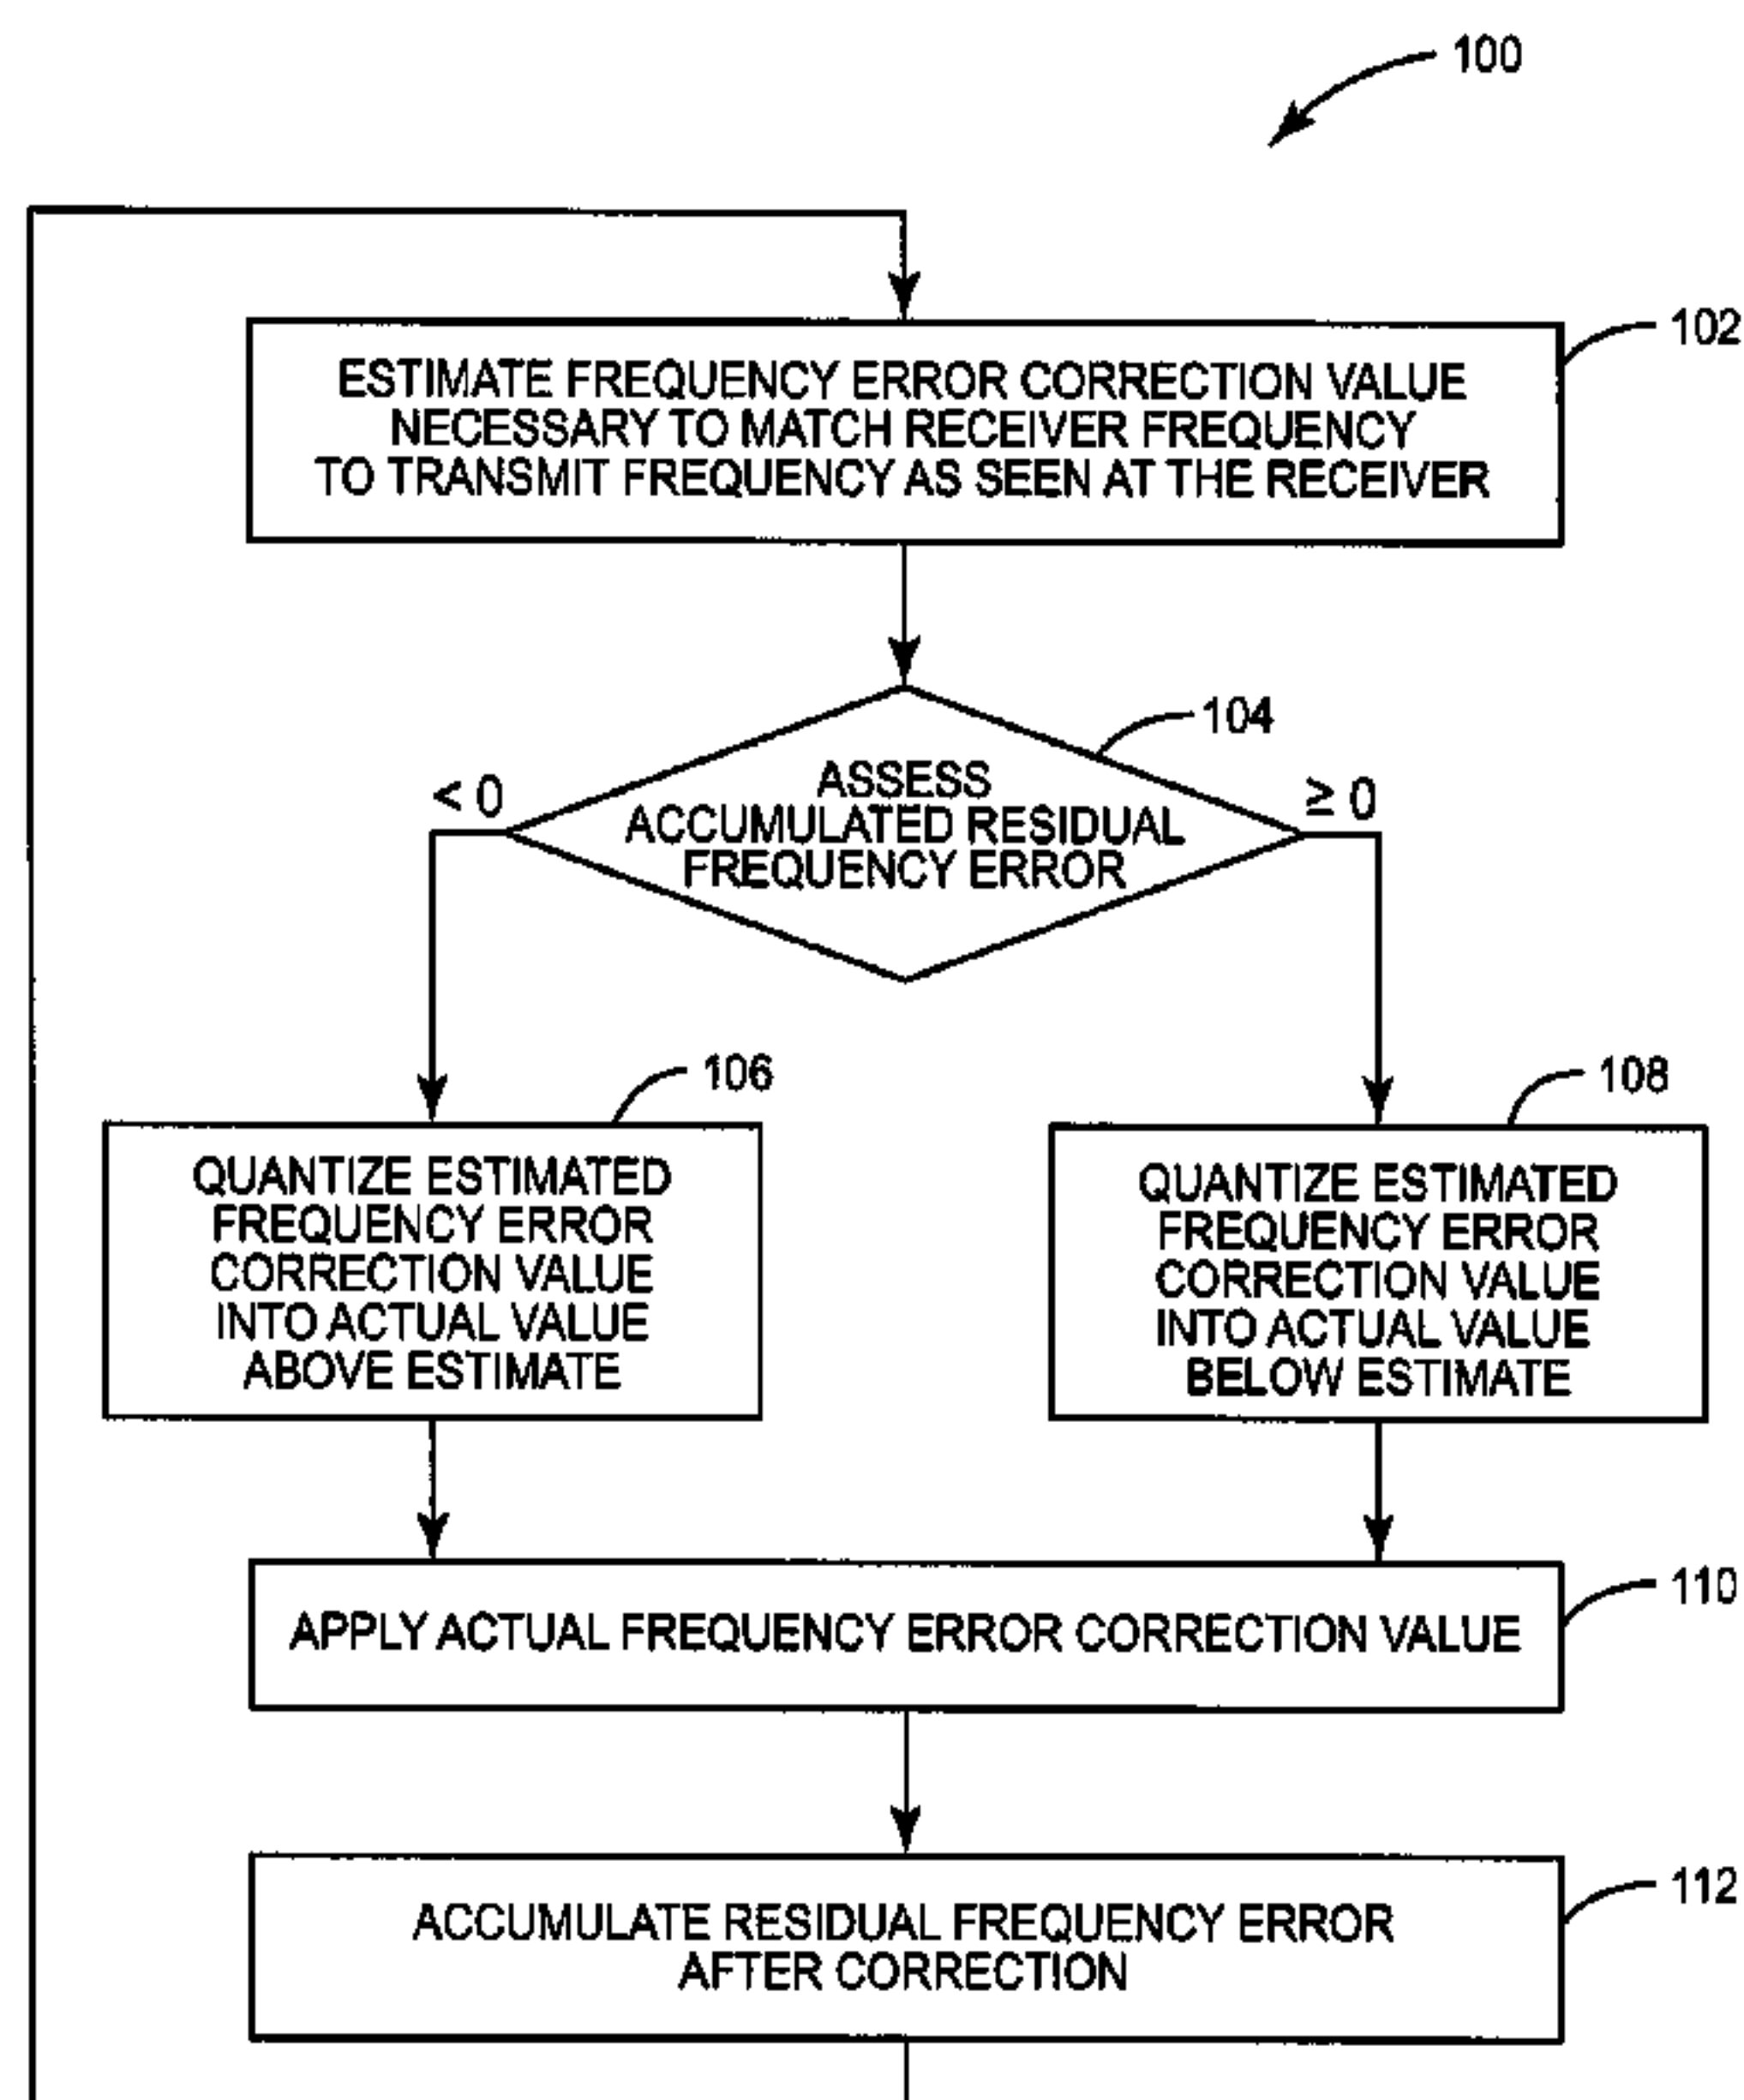 100
102
ESTIMATE FREQUENCY ERROR CORRECTION VALUE
NECESSARY TO MATCH RECEIVER FREQUENCY
TO TRANSMIT FREQUENCY AS SEEN AT THE RECEIVER
104
< 0
≥ 0
ASSESS
ACCUMULATED RESIDUAL
FREQUENCY ERROR
106
108
QUANTIZE ESTIMATED
FREQUENCY ERROR
CORRECTION VALUE
INTO ACTUAL VALUE
ABOVE ESTIMATE
QUANTIZE ESTIMATED
FREQUENCY ERROR
CORRECTION VALUE
INTO ACTUAL VALUE
BELOW ESTIMATE
110
APPLY ACTUAL FREQUENCY ERROR CORRECTION VALUE
112
ACCUMULATE RESIDUAL FREQUENCY ERROR
AFTER CORRECTION